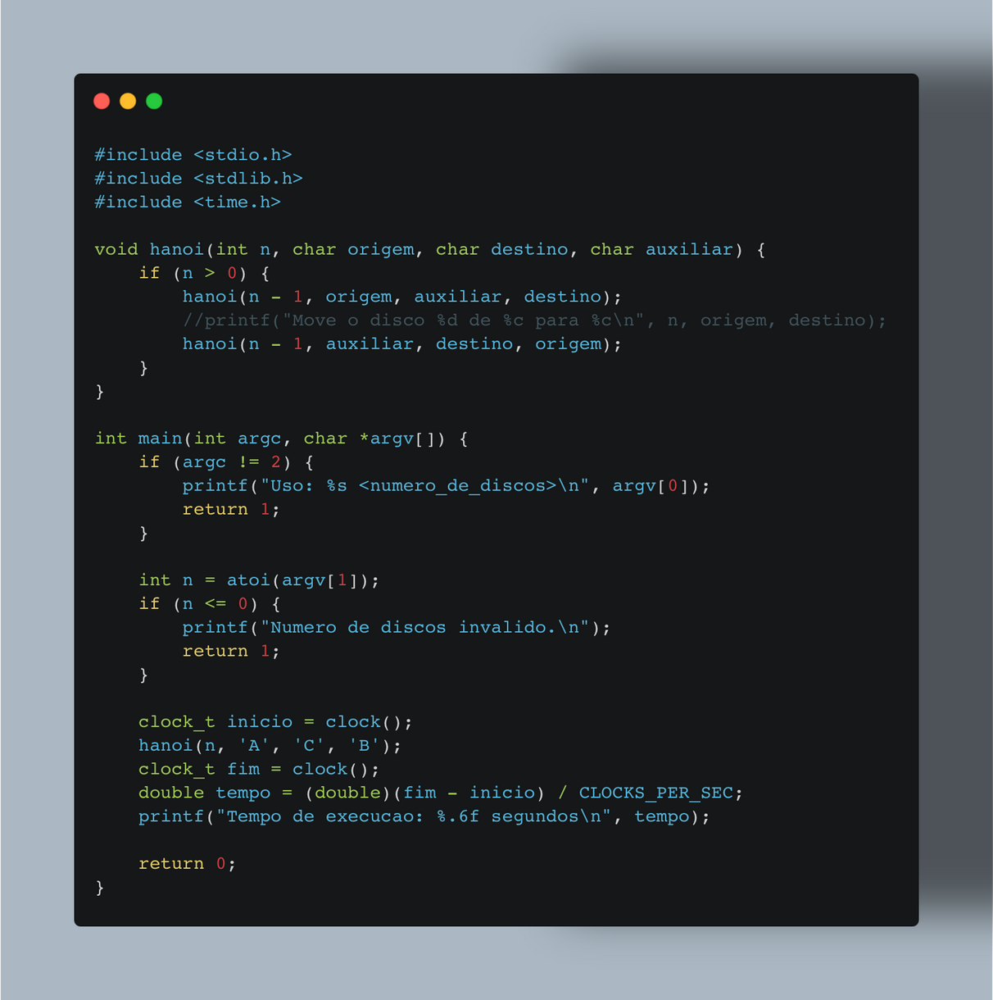 #include <stdio.h>
#include <stdlib.h>
#include <time.h>
void hanoi(int n, char origem, char destino, char auxiliar) {
    if (n > 0) {
        hanoi(n - 1, origem, auxiliar, destino);
        //printf("Move o disco %d de %c para %c\n", n, origem, destino);
        hanoi(n - 1, auxiliar, destino, origem);
    }
}
int main(int argc, char *argv[]) {
    if (argc != 2) {
        printf("Uso: %s <numero_de_discos>\n", argv[0]);
        return 1;
    }
    int n = atoi(argv[1]);
    if (n <= 0) {
        printf("Numero de discos invalido.\n");
        return 1;
    }
    clock_t inicio = clock();
    hanoi(n, 'A', 'C', 'B');
    clock_t fim = clock();
    double tempo = (double)(fim - inicio) / CLOCKS_PER_SEC;
    printf("Tempo de execucao: %.6f segundos\n", tempo);
    return 0;
}